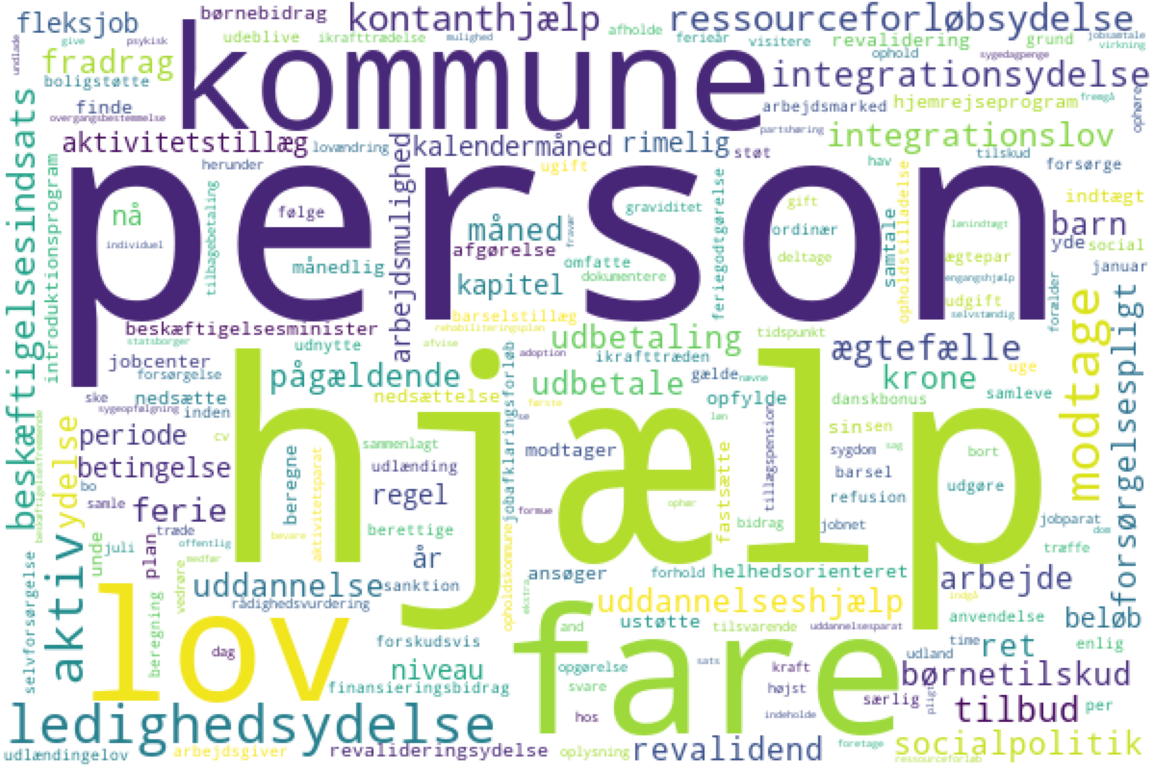 fleksjob
børnebidrag
kontanthjælp
afholde
ressourceforløbsydelse
jobsamtale
give
psykisk
udeblive
ikrafttrædelse
mulighed
ferieår
visitere
revalidering
grund
virkning
undlade
fradrag
kommune
ophold
sygedagpenge
boligstøtte
integrationsydelse
finde
arbejdsmarked
hjemrejseprogram
fremgå
ophøre
overgangsbestemmelse
partshøring
integrationslov
aktivitetstillæg
lovændring
kalendermåned
rimelig
støt
tilskud
herunder
ugift
hav
forsørge
beskæftigelsesindsats
introduktionsprogram
person
arbejdsmulighed
nå
følge
tilbagebetaling
individuel
måned
fravær
graviditet
feriegodtgørelse
gift
ordinær
samtale
opholdstilladelse
lønindtægt
indtægt
barn
yde
social
afgørelse
omfatte
deltage
ægtepar
månedlig
kapitel
dokumentere
engangshjælp
januar
barselstillæg
udgift
forælder
beskæftigelsesminister
rehabiliteringsplan
selvstændig
statsborger
udnytte
afvise
udbetaling
tidspunkt
ægtefælle
modtage
forsørgelsespligt
jobcenter
ikrafttræden
forsørgelse
pågældende
adoption
udbetale
gælde
nævne
krone
uge
ske
nedsætte
nedsættelse
opfylde
danskbonus
samleve
sygeopfølgning
inden
første
løn
hjælp
jobafklaringsforløb
se
tillægspension
sin
sen
periode
cv
sammenlagt
modtager
sygdom
sag
bort
betingelse
udlænding
barsel
bo
beregne
aktivitetsparat
ophør
fastsætte
udgøre
samle
regel
formue
refusion
ydelse
beskæftigelsesfremmende
ferie
berettige
bidrag
jobnet
jobparat
dom
træde
bevare
aktiv
unde
juli
plan
offentlig
år
træffe
medfør
vedrøre
uddannelse
sanktion
ansøger
forhold
helhedsorienteret
arbejde
indgå
selvforsørgelse
lov
rådighedsvurdering
opholdskommune
ekstra
uddannelseshjælp
beløb
fare
ustøtte
tilsvarende
uddannelsesparat
anvendelse
and
beregning
dag
forskudsvis
time
ret
enlig
niveau
opgørelse
sats
kraft
udland
børnetilskud
finansieringsbidrag
svare
højst
særlig
pligt
ledighedsydelse
hos
indeholde
tilbud
per
udlændingelov
arbejdsgiver
revalideringsydelse
oplysning
revalidend
foretage
socialpolitik
ressourceforløb